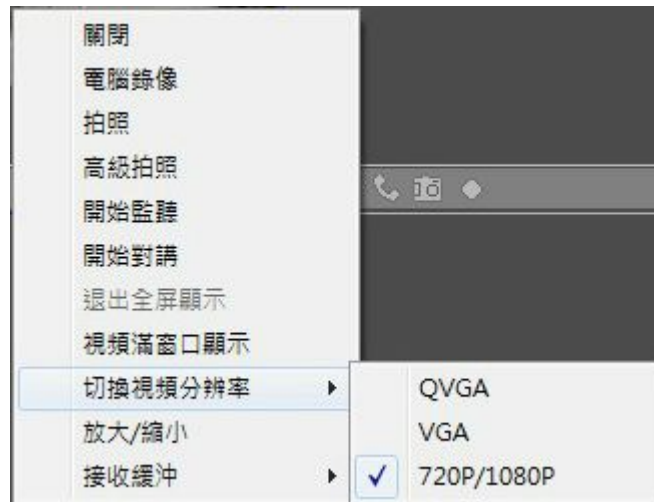 關閉
電腦錄像
拍照
高級拍照
開始監聽
開始對講
退出全屏顯示
視頻滿窗口顯示
切換視頻分辨率
放大/縮小
接收緩沖
QVGA
VGA
720P/1080P